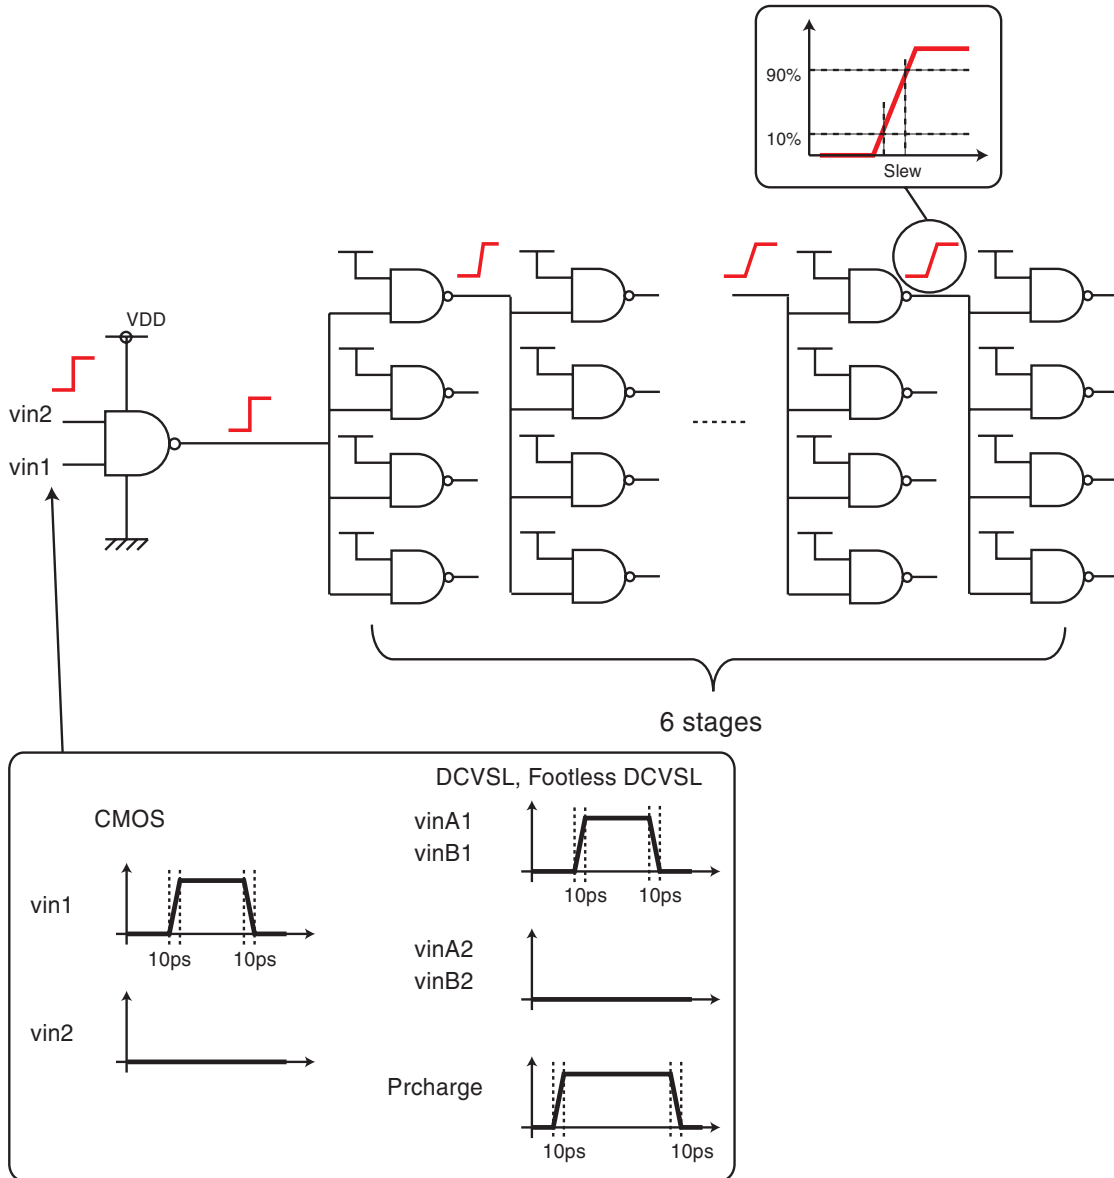 90%
10%
Slew
VDD
vin2
vin1
6 stages
DCVSL, Footless DCVSL
CMOS
vinA1
vinB1
10ps 10ps
vin1
10ps 10ps
vinA2
vinB2
vin2
Prcharge
10ps 10ps